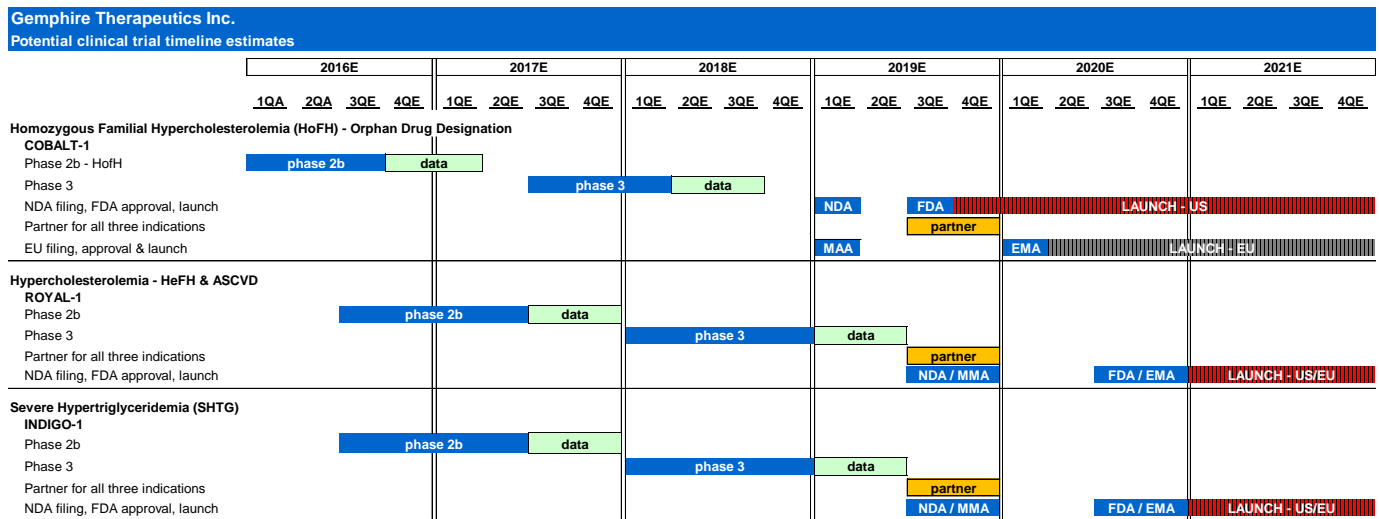 Gemphire Therapeutics Inc.
Potential clinical trial timeline estimates
2016E 2017E 2018E 2019E 2020E 2021E
1QA 2QA 3QE 4QE 1QE 2QE 3QE 4QE 1QE 2QE 3QE 4QE 1QE 2QE 3QE 4QE 1QE 2QE 3QE 4QE 1QE 2QE 3QE 4QE
Homozygous Familial Hypercholesterolemia (HoFH) - Orphan Drug Designation
COBALT-1
Phase 2b - HofH phase 2b data
Phase 3 phase 3 data
NDA filing, FDA approval, launch NDA FDA LAUNCH - US
Partner for all three indications partner
EU filing, approval & launch MAA EMA LAUNCH - EU
Hypercholesterolemia - HeFH & ASCVD
ROYAL-1
Phase 2b phase 2b data
Phase 3 phase 3 data
Partner for all three indications partner
NDA filing, FDA approval, launch NDA / MMA FDA / EMA LAUNCH - US/EU
Severe Hypertriglyceridemia (SHTG)
INDIGO-1
Phase 2b phase 2b data
Phase 3 phase 3 data
Partner for all three indications partner
NDA filing, FDA approval, launch NDA / MMA FDA / EMA LAUNCH - US/EU